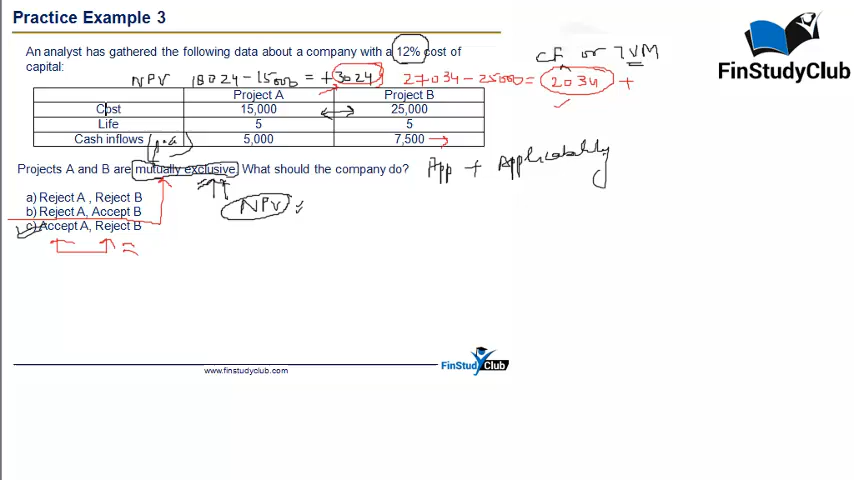 Practice Example 3
An analyst has gathered the following data about a company with a 12% cost of
capital:
CF or TVM
NPV 18024-15000 = +3024 27034-25000 = 2034 +
FinStudyClub
Project A Project B
Cost 15,000 25,000
Life 5 5
Cash inflows (p.a) 5,000 7,500
Projects A and B are mutually exclusive. What should the company do?
App + Applicability
a) Reject A , Reject B
b) Reject A, Accept B
NPV
c) Accept A, Reject B
FinStudy Club
www.finstudyclub.com